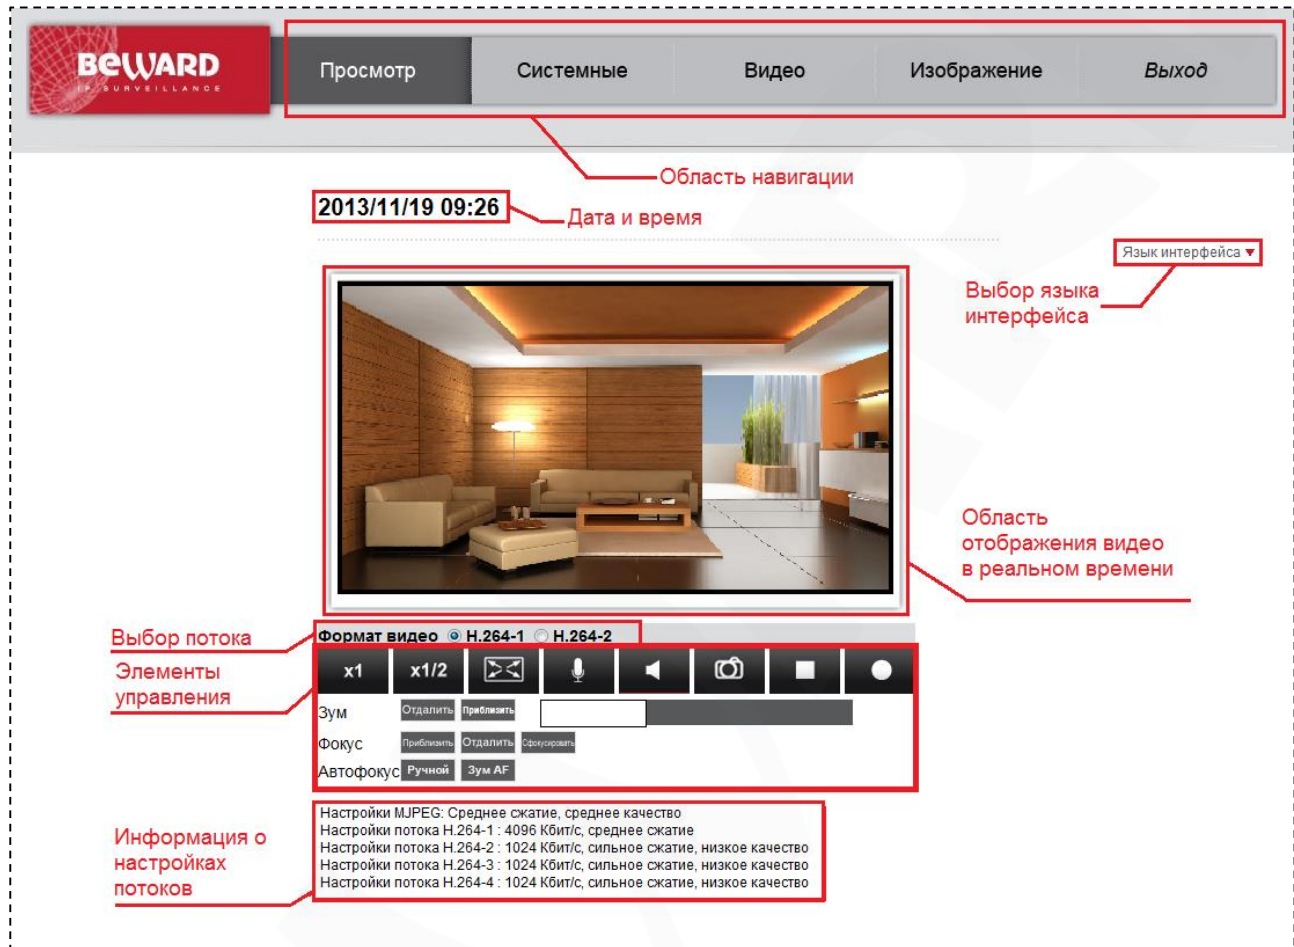 BEWARD
IP SURVEILLANCE
Просмотр
Системные
Видео
Изображение
Выход
Область навигации
2013/11/19 09:26
Дата и время
Язык интерфейса
Выбор языка
интерфейса
Область
отображения видео
в реальном времени
Выбор потока
Формат видео H.264-1 H.264-2
Элементы
управления
x1
x1/2
Зум Отдалить Приблизить
Фокус Приблизить Отдалить Сфокусировать
Автофокус Ручной Зум AF
Информация о
настройках
потоков
Настройки MJPEG: Среднее сжатие, среднее качество
Настройки потока H.264-1 : 4096 Кбит/с, среднее сжатие
Настройки потока H.264-2 : 1024 Кбит/с, сильное сжатие, низкое качество
Настройки потока H.264-3 : 1024 Кбит/с, сильное сжатие, низкое качество
Настройки потока H.264-4 : 1024 Кбит/с, сильное сжатие, низкое качество